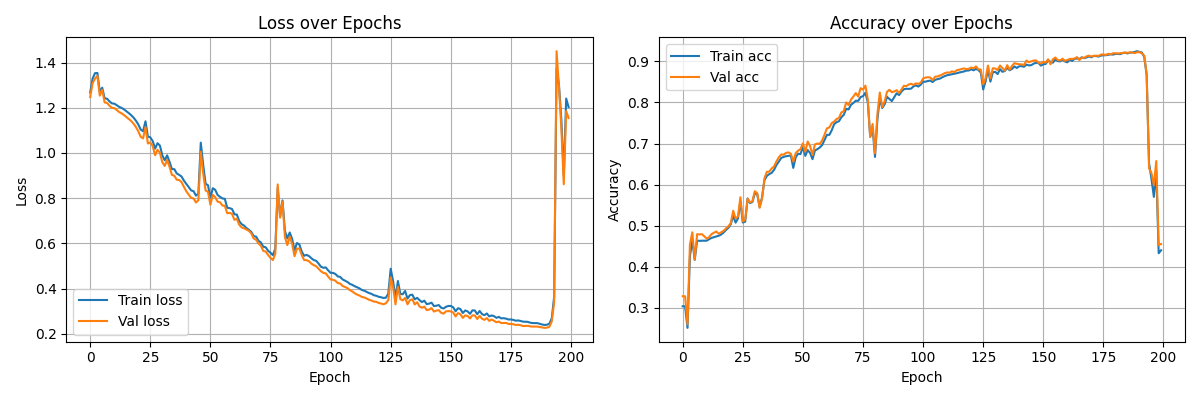 Loss over Epochs
Loss
1.4
1.2
1.0
0.8
0.6
0.4
0.2
Train loss
Val loss
0 25 50 75 100 125 150 175 200
Epoch
Accuracy over Epochs
Accuracy
Train acc
Val acc
0.9
0.8
0.7
0.6
0.5
0.4
0.3
0 25 50 75 100 125 150 175 200
Epoch